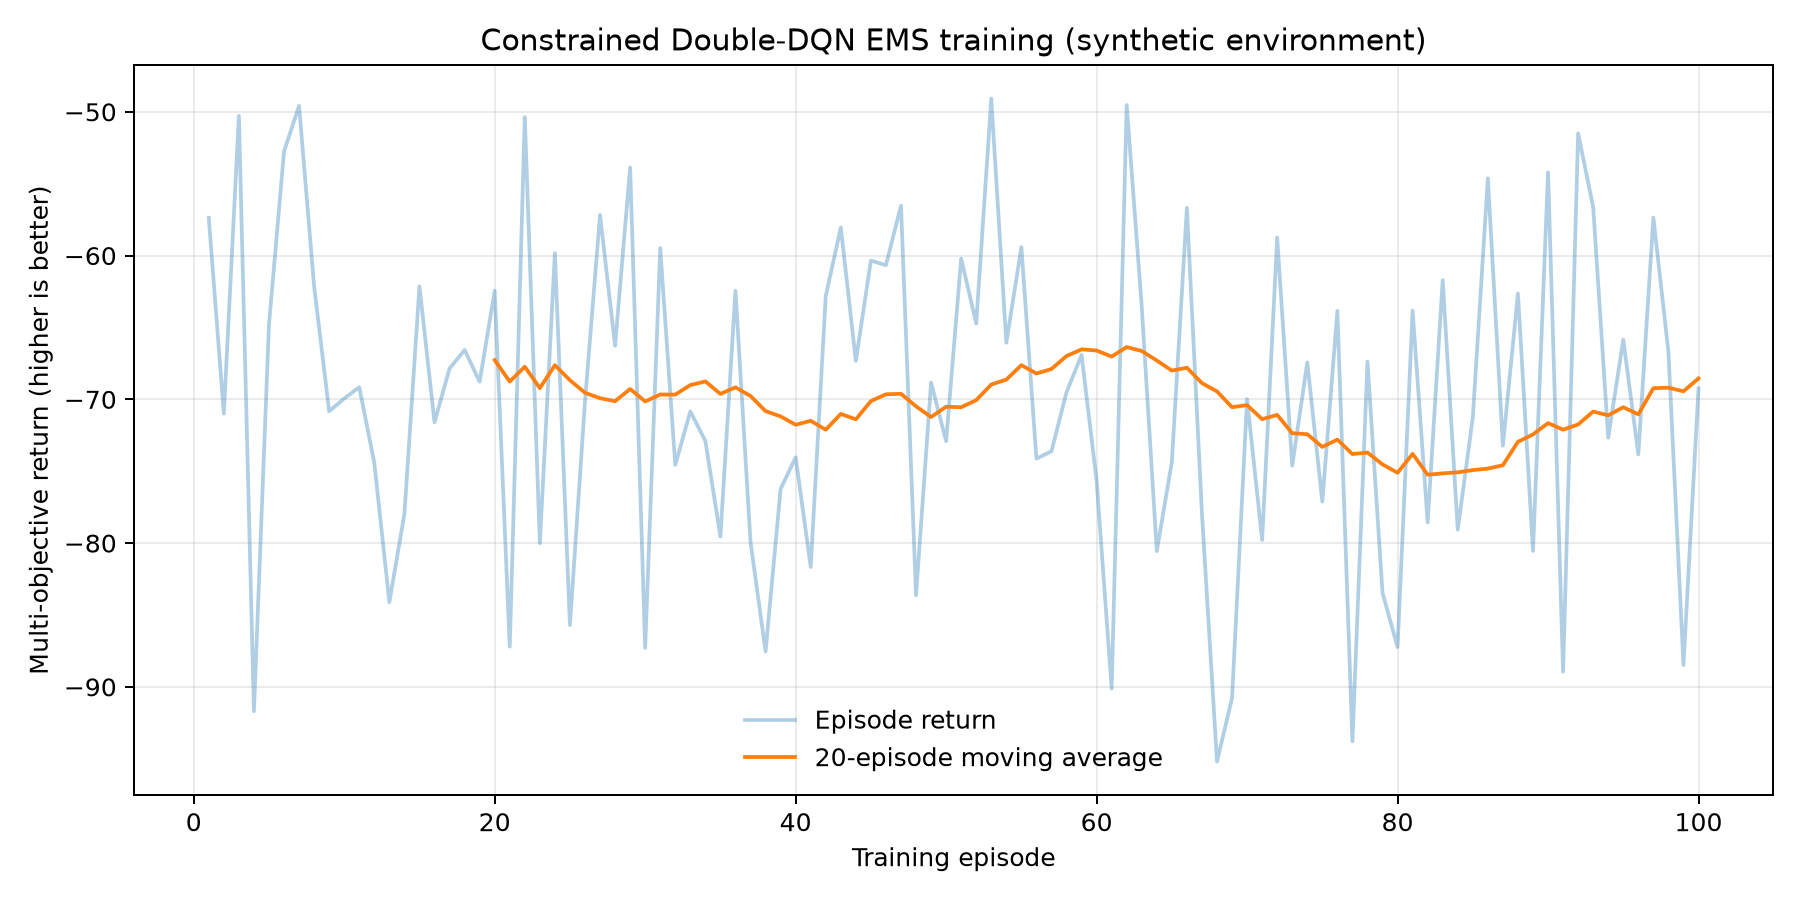 Constrained Double-DQN EMS training (synthetic environment)
Multi-objective return (higher is better)
−50
−60
−70
−80
−90
Episode return
20-episode moving average
0 20 40 60 80 100
Training episode